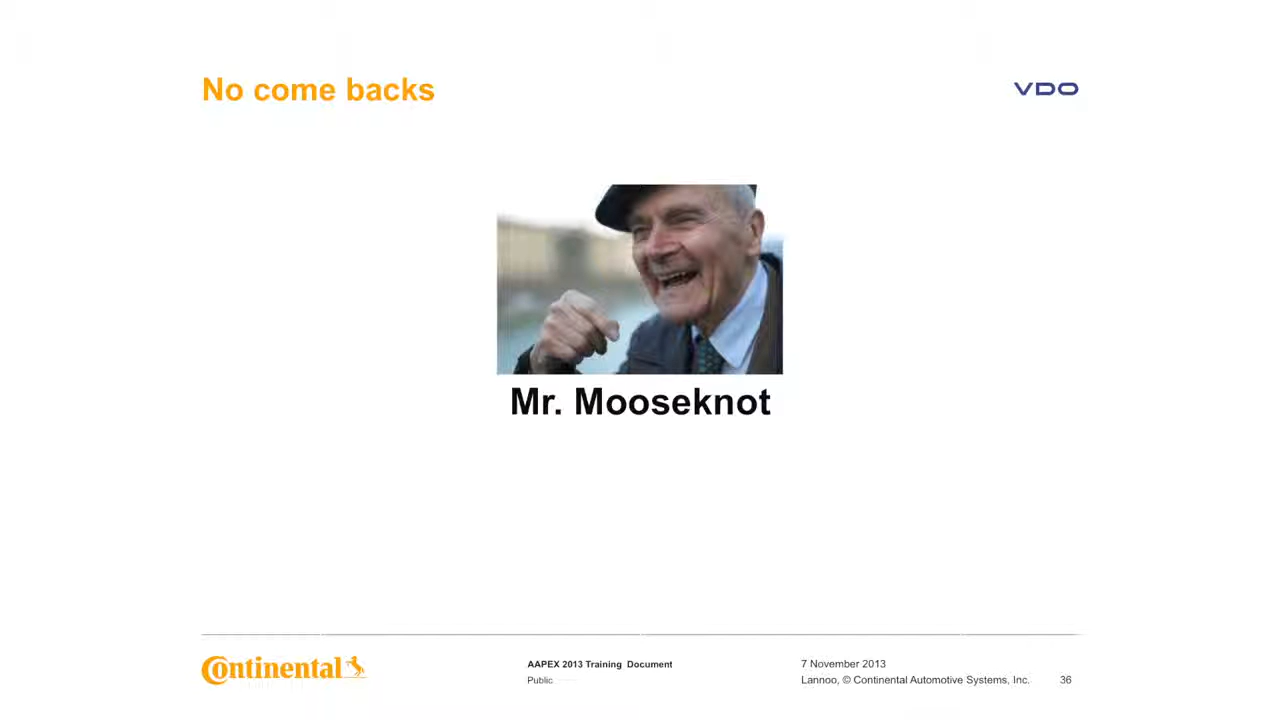 No come backs
VDO
Mr. Mooseknot
Continental
AAPEX 2013 Training Document
Public
7 November 2013
Lannoo, © Continental Automotive Systems, Inc.
36